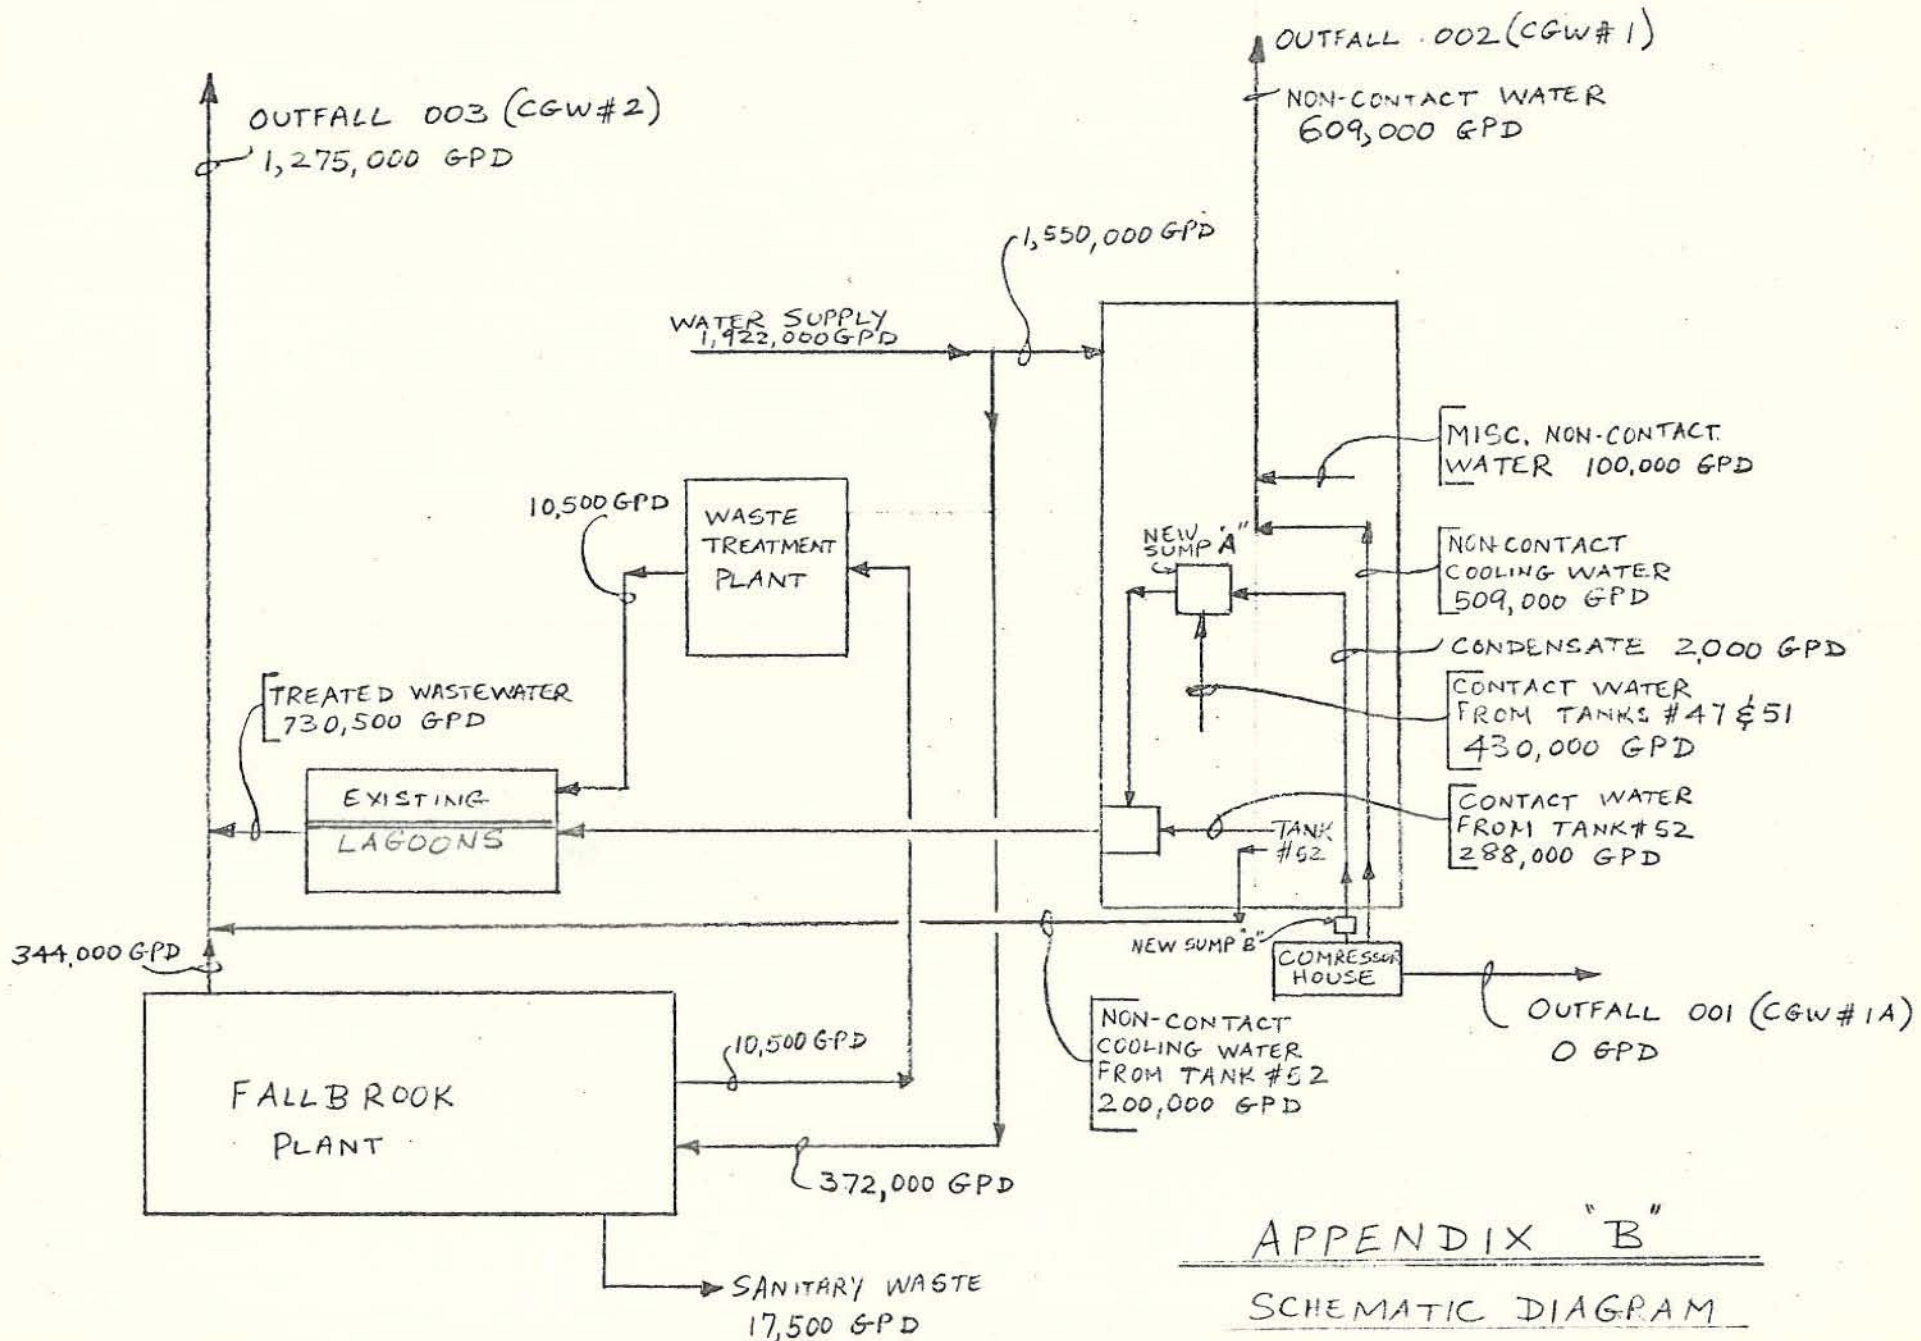 OUTFALL 003 (CGW#2)
1,275,000 GPD
OUTFALL .002 (CGW#1)
NON-CONTACT WATER
609,000 GPD
1,550,000 GPD
WATER SUPPLY
1,922,000 GPD
MISC. NON-CONTACT
WATER 100,000 GPD
10,500 GPD
WASTE
TREATMENT
PLANT
NEW
SUMP "A"
NON-CONTACT
COOLING WATER
509,000 GPD
CONDENSATE 2,000 GPD
CONTACT WATER
FROM TANKS #47 & 51
430,000 GPD
TREATED WASTEWATER
730,500 GPD
EXISTING
LAGOONS
TANK
#52
CONTACT WATER
FROM TANK #52
288,000 GPD
344,000 GPD
NEW SUMP "B"
COMRESSOR
HOUSE
OUTFALL 001 (CGW#1A)
0 GPD
NON-CONTACT
COOLING WATER
FROM TANK #52
200,000 GPD
10,500 GPD
FALLBROOK
PLANT
372,000 GPD
SANITARY WASTE
17,500 GPD
APPENDIX "B"
SCHEMATIC DIAGRAM